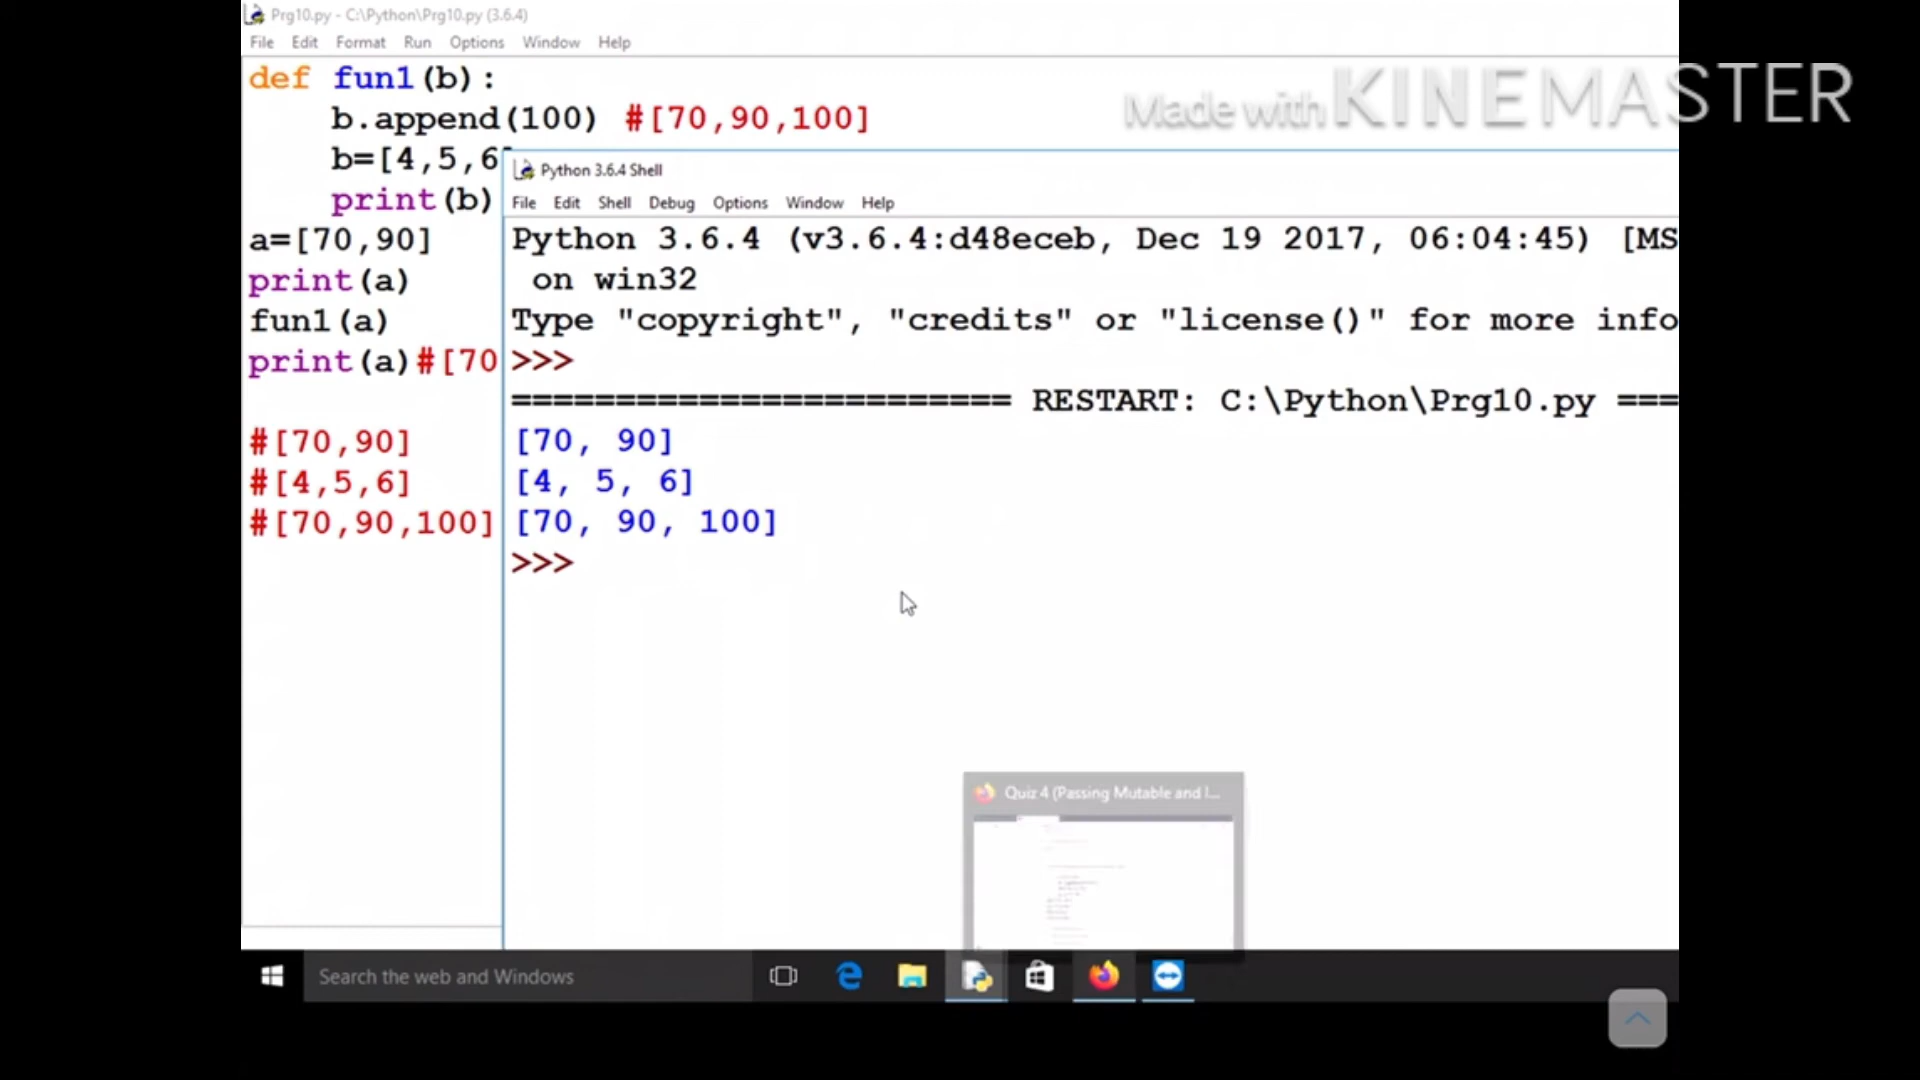 Prg10.py - C:\Python\Prg10.py (3.6.4)
File Edit Format Run Options Window Help
def fun1(b):
b.append(100) #[70,90,100]
b=[4,5,6
print(b)
a=[70,90]
print(a)
fun1(a)
print(a)#[70
#[70,90]
#[4,5,6]
#[70,90,100]
Made with KINEMASTER
Python 3.6.4 Shell
File Edit Shell Debug Options Window Help
Python 3.6.4 (v3.6.4:d48eceb, Dec 19 2017, 06:04:45) [MS
on win32
Type "copyright", "credits" or "license()" for more info
>>>
======================== RESTART: C:\Python\Prg10.py ===
[70, 90]
[4, 5, 6]
[70, 90, 100]
>>>
Quiz 4 (Passing Mutable and I...
Search the web and Windows